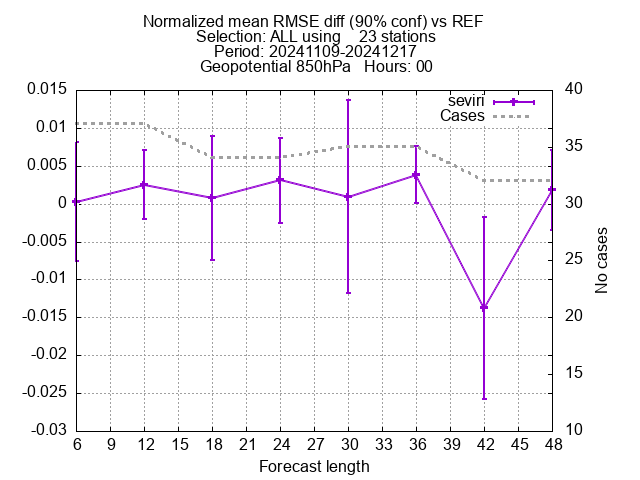 Normalized mean RMSE diff (90% conf) vs REF
Selection: ALL using    23 stations
Period: 20241109-20241217
Geopotential 850hPa   Hours: 00
seviri
Cases
0.015
0.01
0.005
0
-0.005
-0.01
-0.015
-0.02
-0.025
-0.03
40
35
30
25
20
15
10
No cases
6 9 12 15 18 21 24 27 30 33 36 39 42 45 48
Forecast length